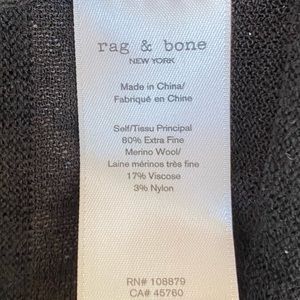 rag & bone
NEW YORK
Made in China/
Fabriqué en Chine
Self/Tissu Principal
80% Extra Fine
Merino Wool/
Laine mérinos très fine
17% Viscose
3% Nylon
RN# 108879
CA# 45760